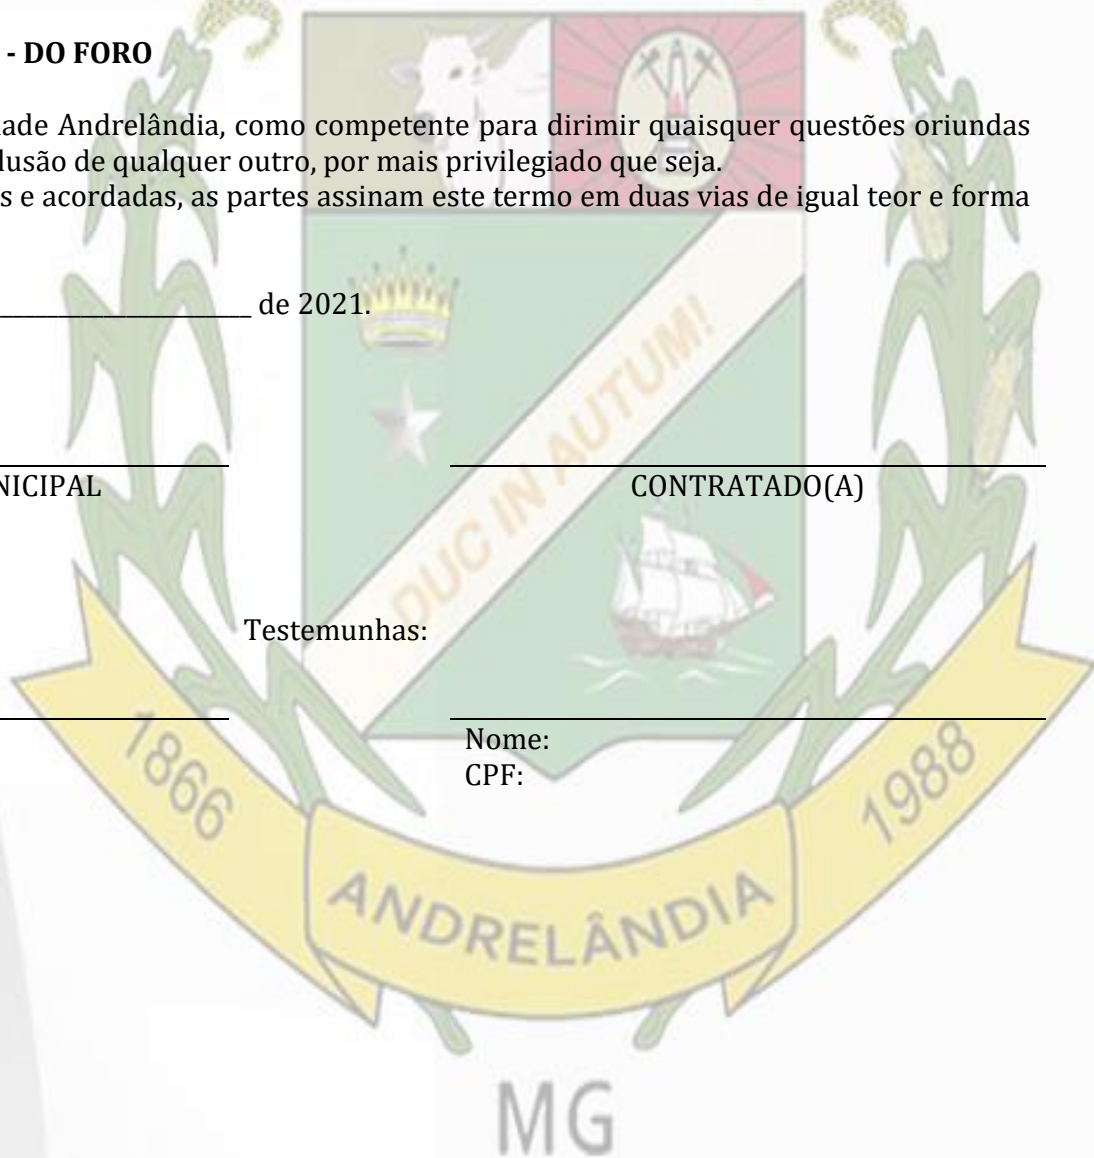 - DO FORO
ade Andrelândia, como competente para dirimir quaisquer questões oriundas
lusão de qualquer outro, por mais privilegiado que seja.
s e acordadas, as partes assinam este termo em duas vias de igual teor e forma
____________________ de 2021.
NICIPAL CONTRATADO(A)
Testemunhas:
Nome:
CPF:
DUC IN AUTUM!
1866 ANDRELÂNDIA 1988
MG